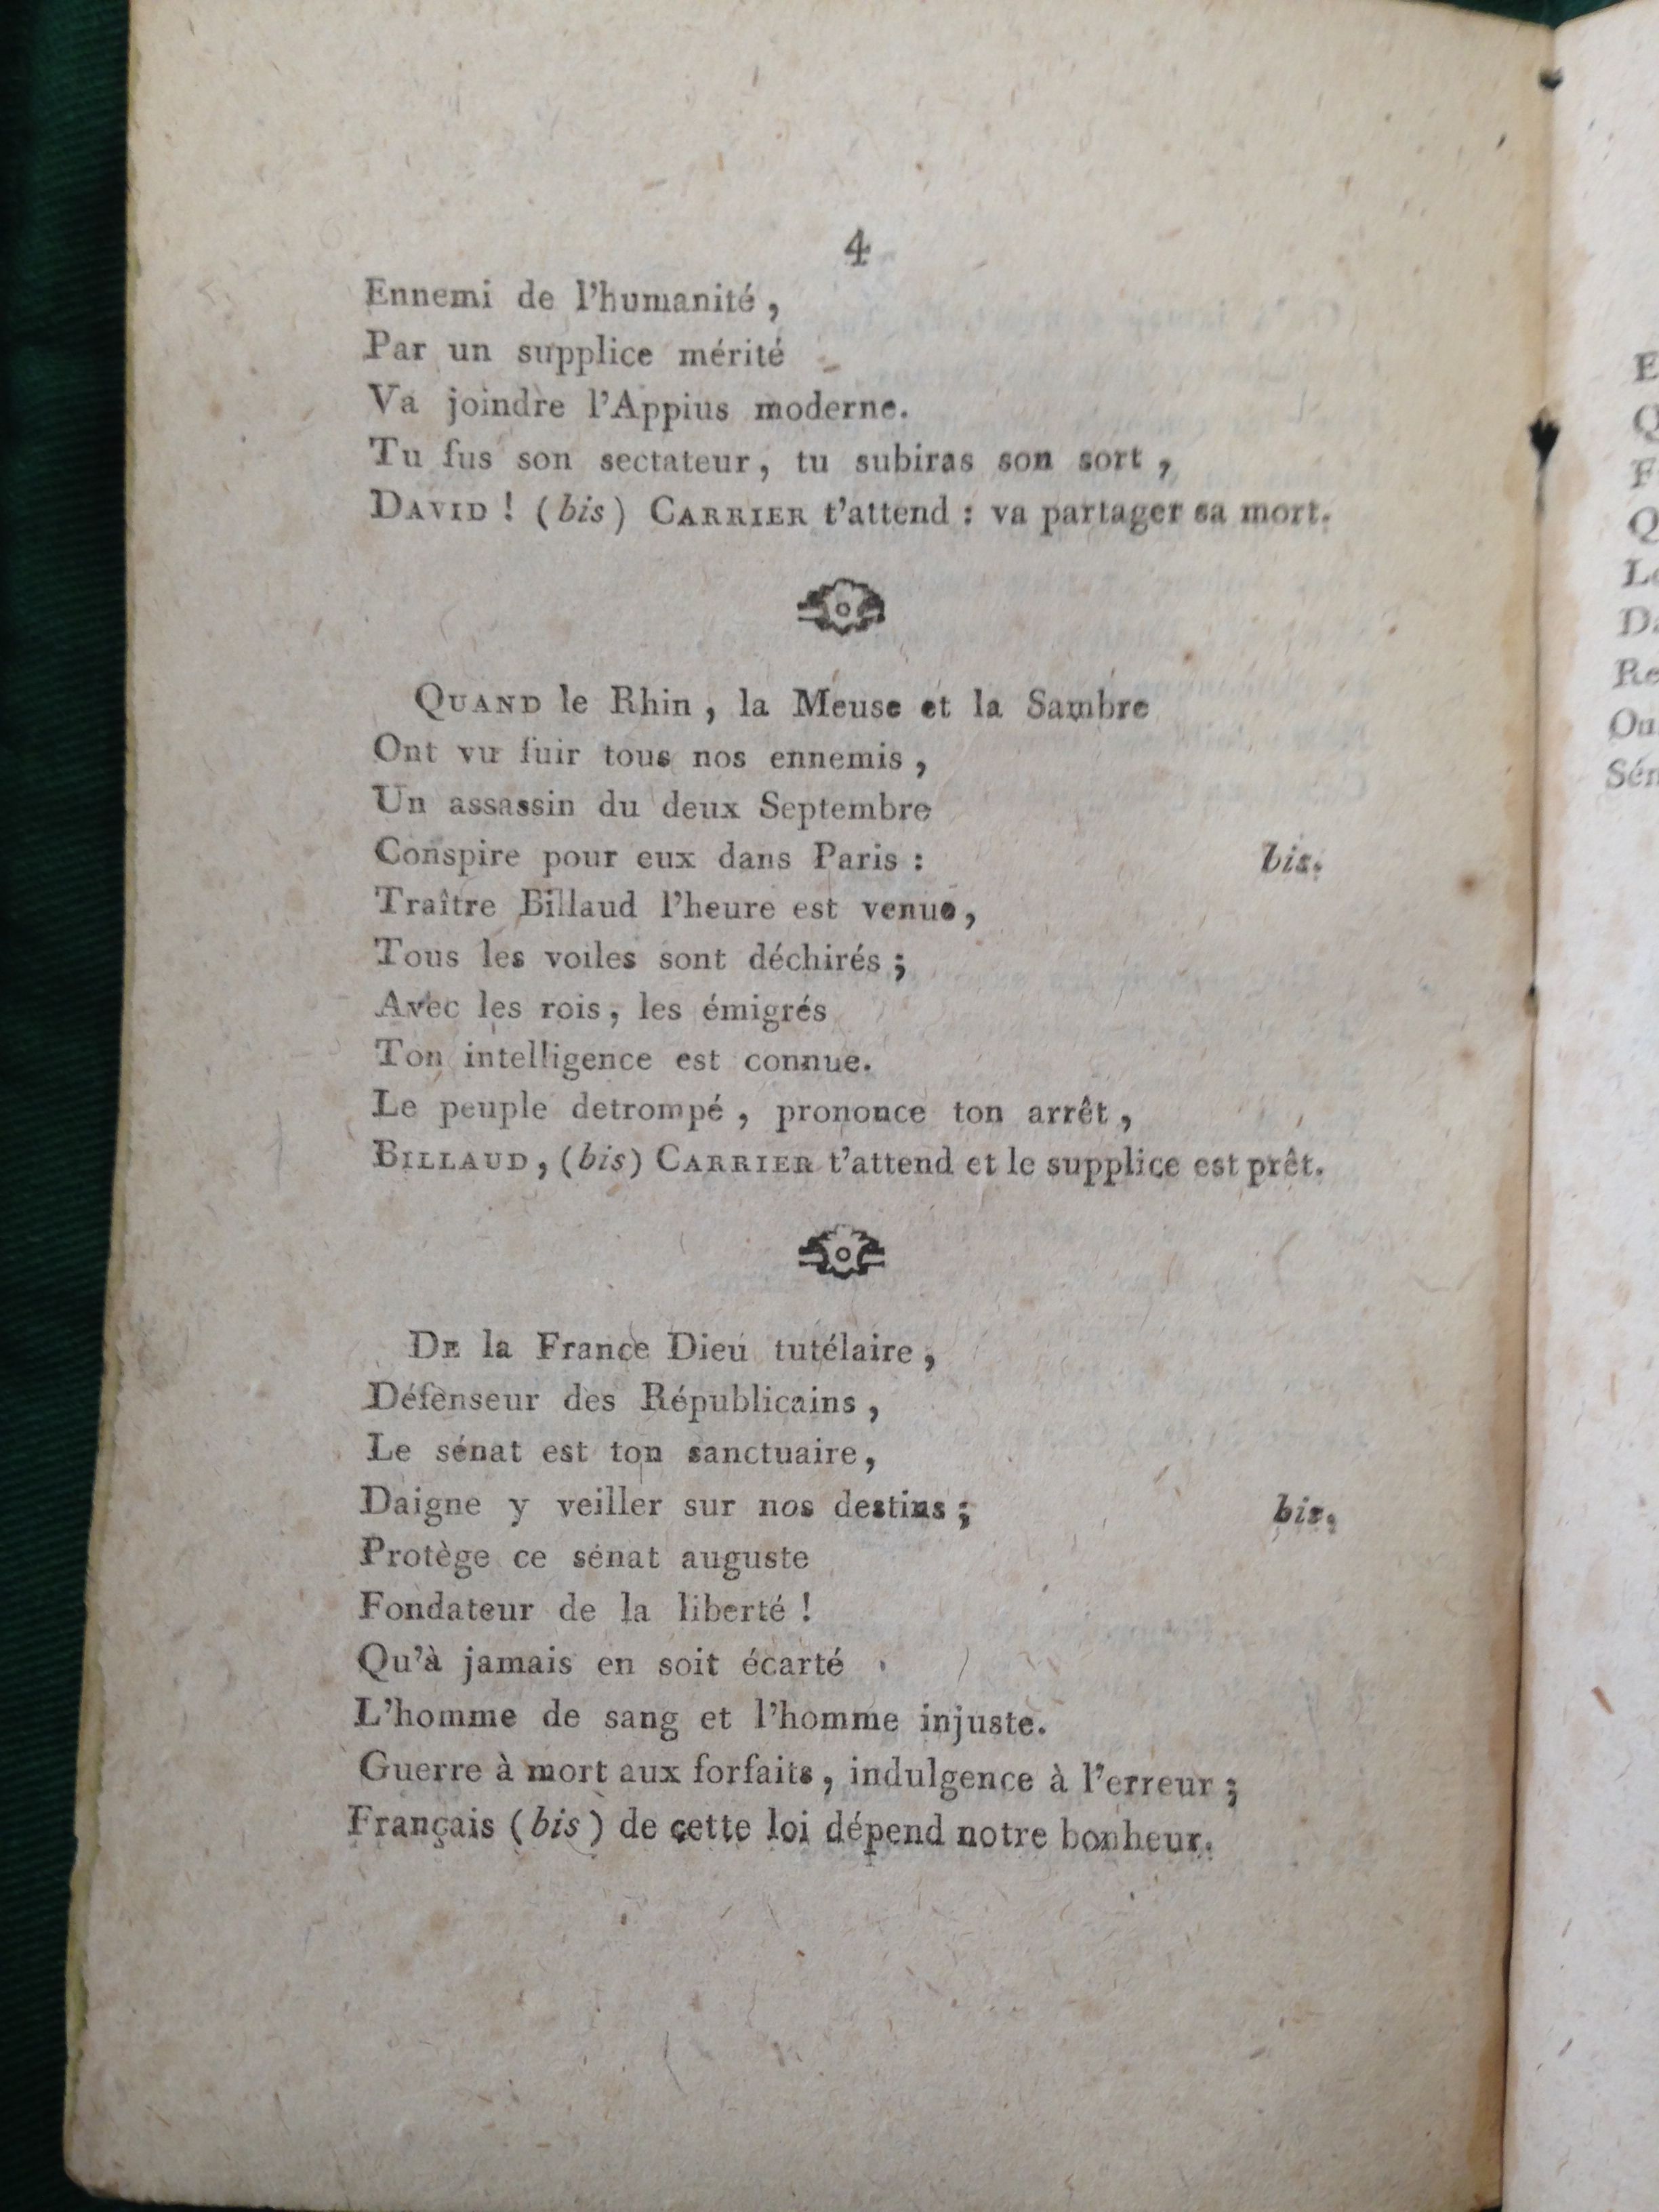 4
Ennemi de l'humanité,
Par un supplice mérité
Va joindre l'Appius moderne.
Tu fus son sectateur, tu subiras son sort,
DAVID ! (bis) CARRIER t'attend : va partager sa mort.
QUAND le Rhin, la Meuse et la Sambre
Ont vu fuir tous nos ennemis,
Un assassin du deux Septembre
Conspire pour eux dans Paris : bis.
Traître Billaud l'heure est venue,
Tous les voiles sont déchirés ;
Avec les rois, les émigrés
Ton intelligence est connue.
Le peuple detrompé, prononce ton arrêt,
BILLAUD, (bis) CARRIER t'attend et le supplice est prêt.
DE la France Dieu tutélaire,
Défenseur des Républicains,
Le sénat est ton sanctuaire,
Daigne y veiller sur nos destins ; bis.
Protège ce sénat auguste
Fondateur de la liberté !
Qu'à jamais en soit écarté
L'homme de sang et l'homme injuste.
Guerre à mort aux forfaits, indulgence à l'erreur ;
Français (bis) de cette loi dépend notre bonheur.